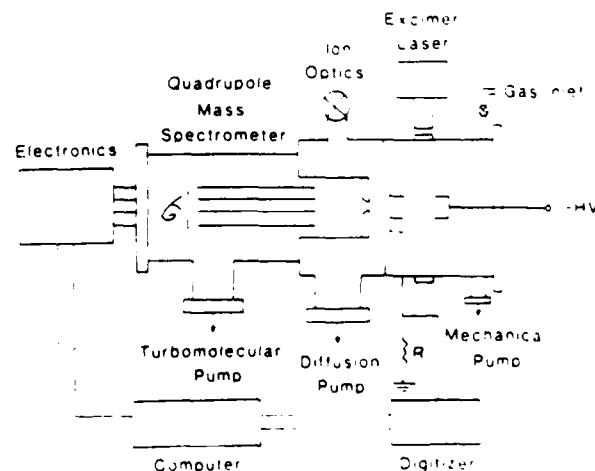 Excimer
Laser
Ion
Optics
Gas Inlet
Quadrupole
Mass
Spectrometer
Electronics
-HV
R
Turbomolecular
Pump
Diffusion
Pump
Mechanical
Pump
Computer
Digitizer